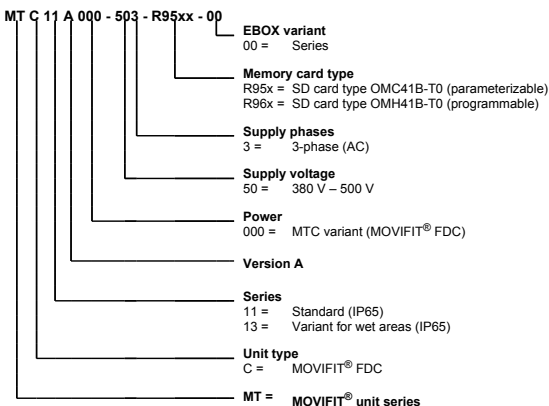 MT C 11 A 000 - 503 - R95xx - 00
EBOX variant
00 = Series
Memory card type
R95x = SD card type OMC41B-T0 (parameterizable)
R96x = SD card type OMH41B-T0 (programmable)
Supply phases
3 = 3-phase (AC)
Supply voltage
50 = 380 V – 500 V
Power
000 = MTC variant (MOVIFIT® FDC)
Version A
Series
11 = Standard (IP65)
13 = Variant for wet areas (IP65)
Unit type
C = MOVIFIT® FDC
MT = MOVIFIT® unit series